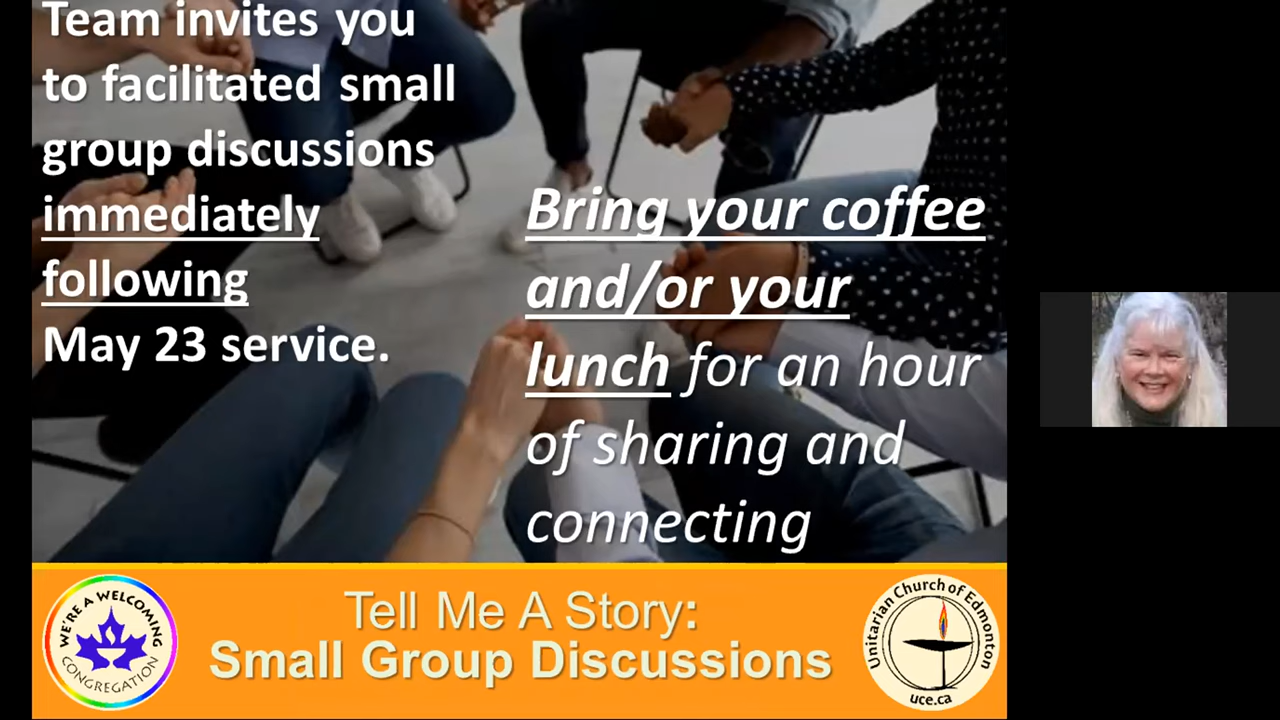 Team invites you
to facilitated small
group discussions
immediately
following
May 23 service.
Bring your coffee
and/or your
lunch for an hour
of sharing and
connecting
WE'RE A WELCOMING
CONGREGATION
Tell Me A Story:
Small Group Discussions
Unitarian Church of Edmonton
uce.ca